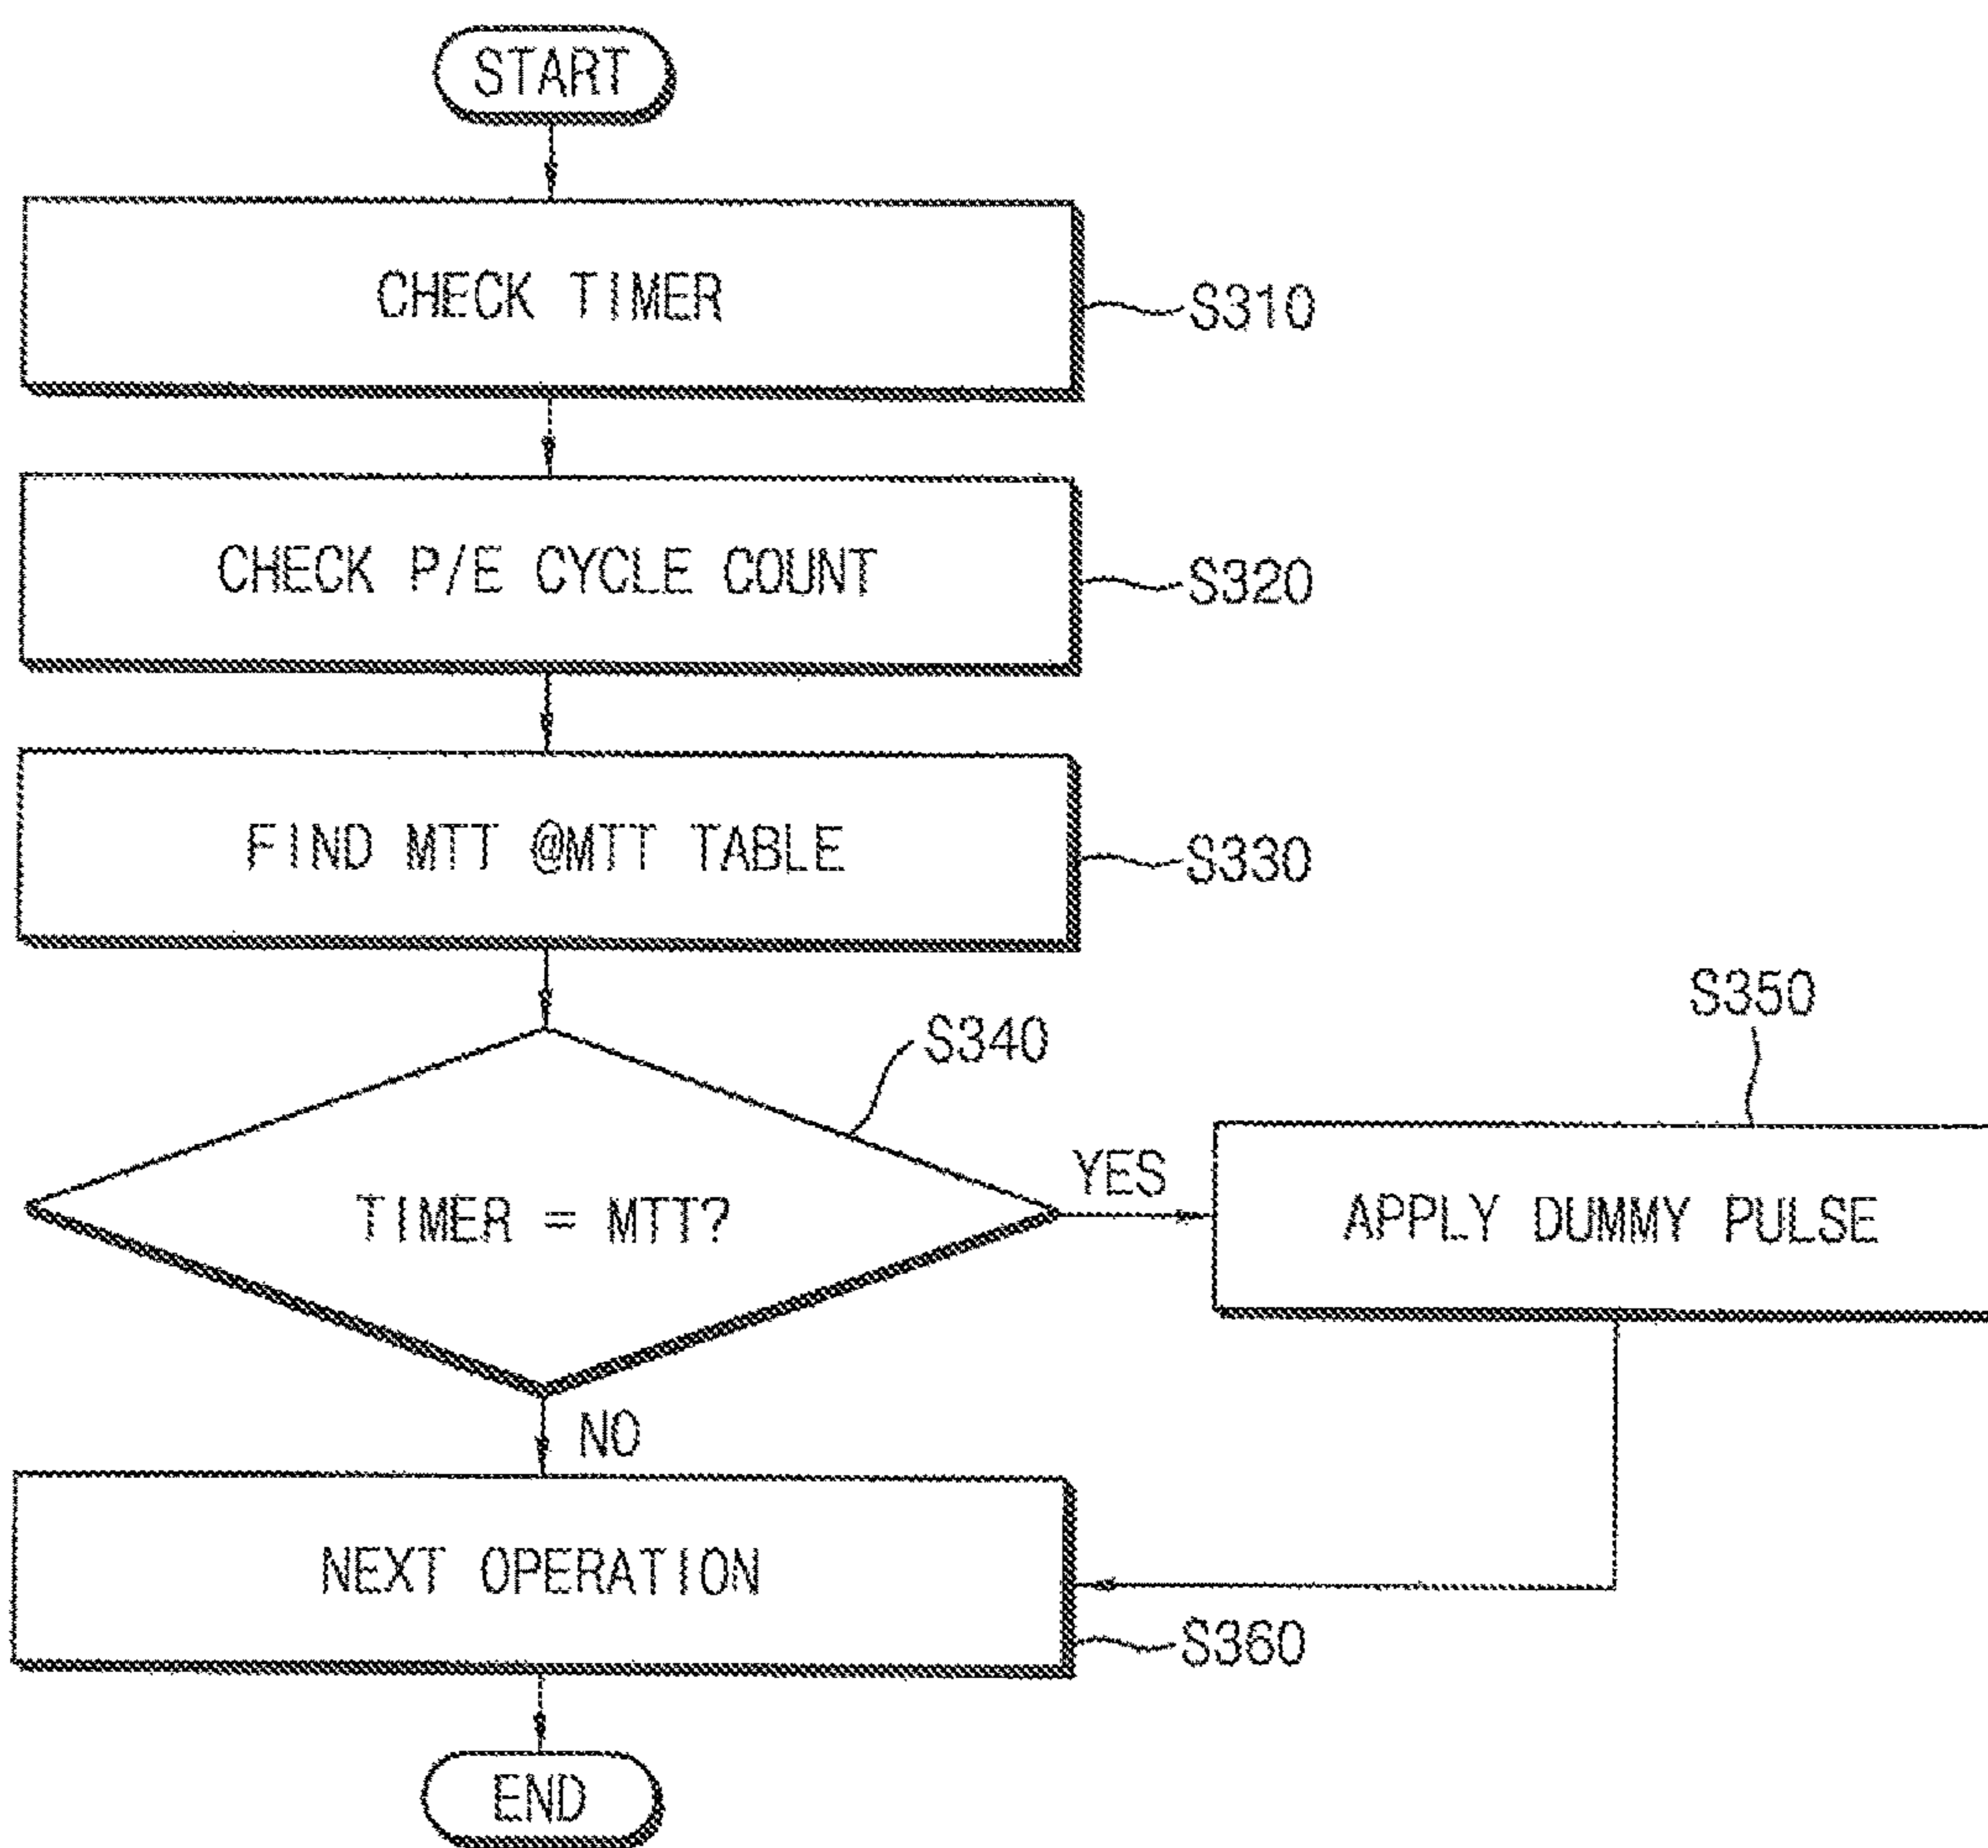 START
CHECK TIMER
S310
CHECK P/E CYCLE COUNT
S320
FIND MTT @MTT TABLE
S330
S340
TIMER = MTT?
YES
S350
APPLY DUMMY PULSE
NO
NEXT OPERATION
S360
END